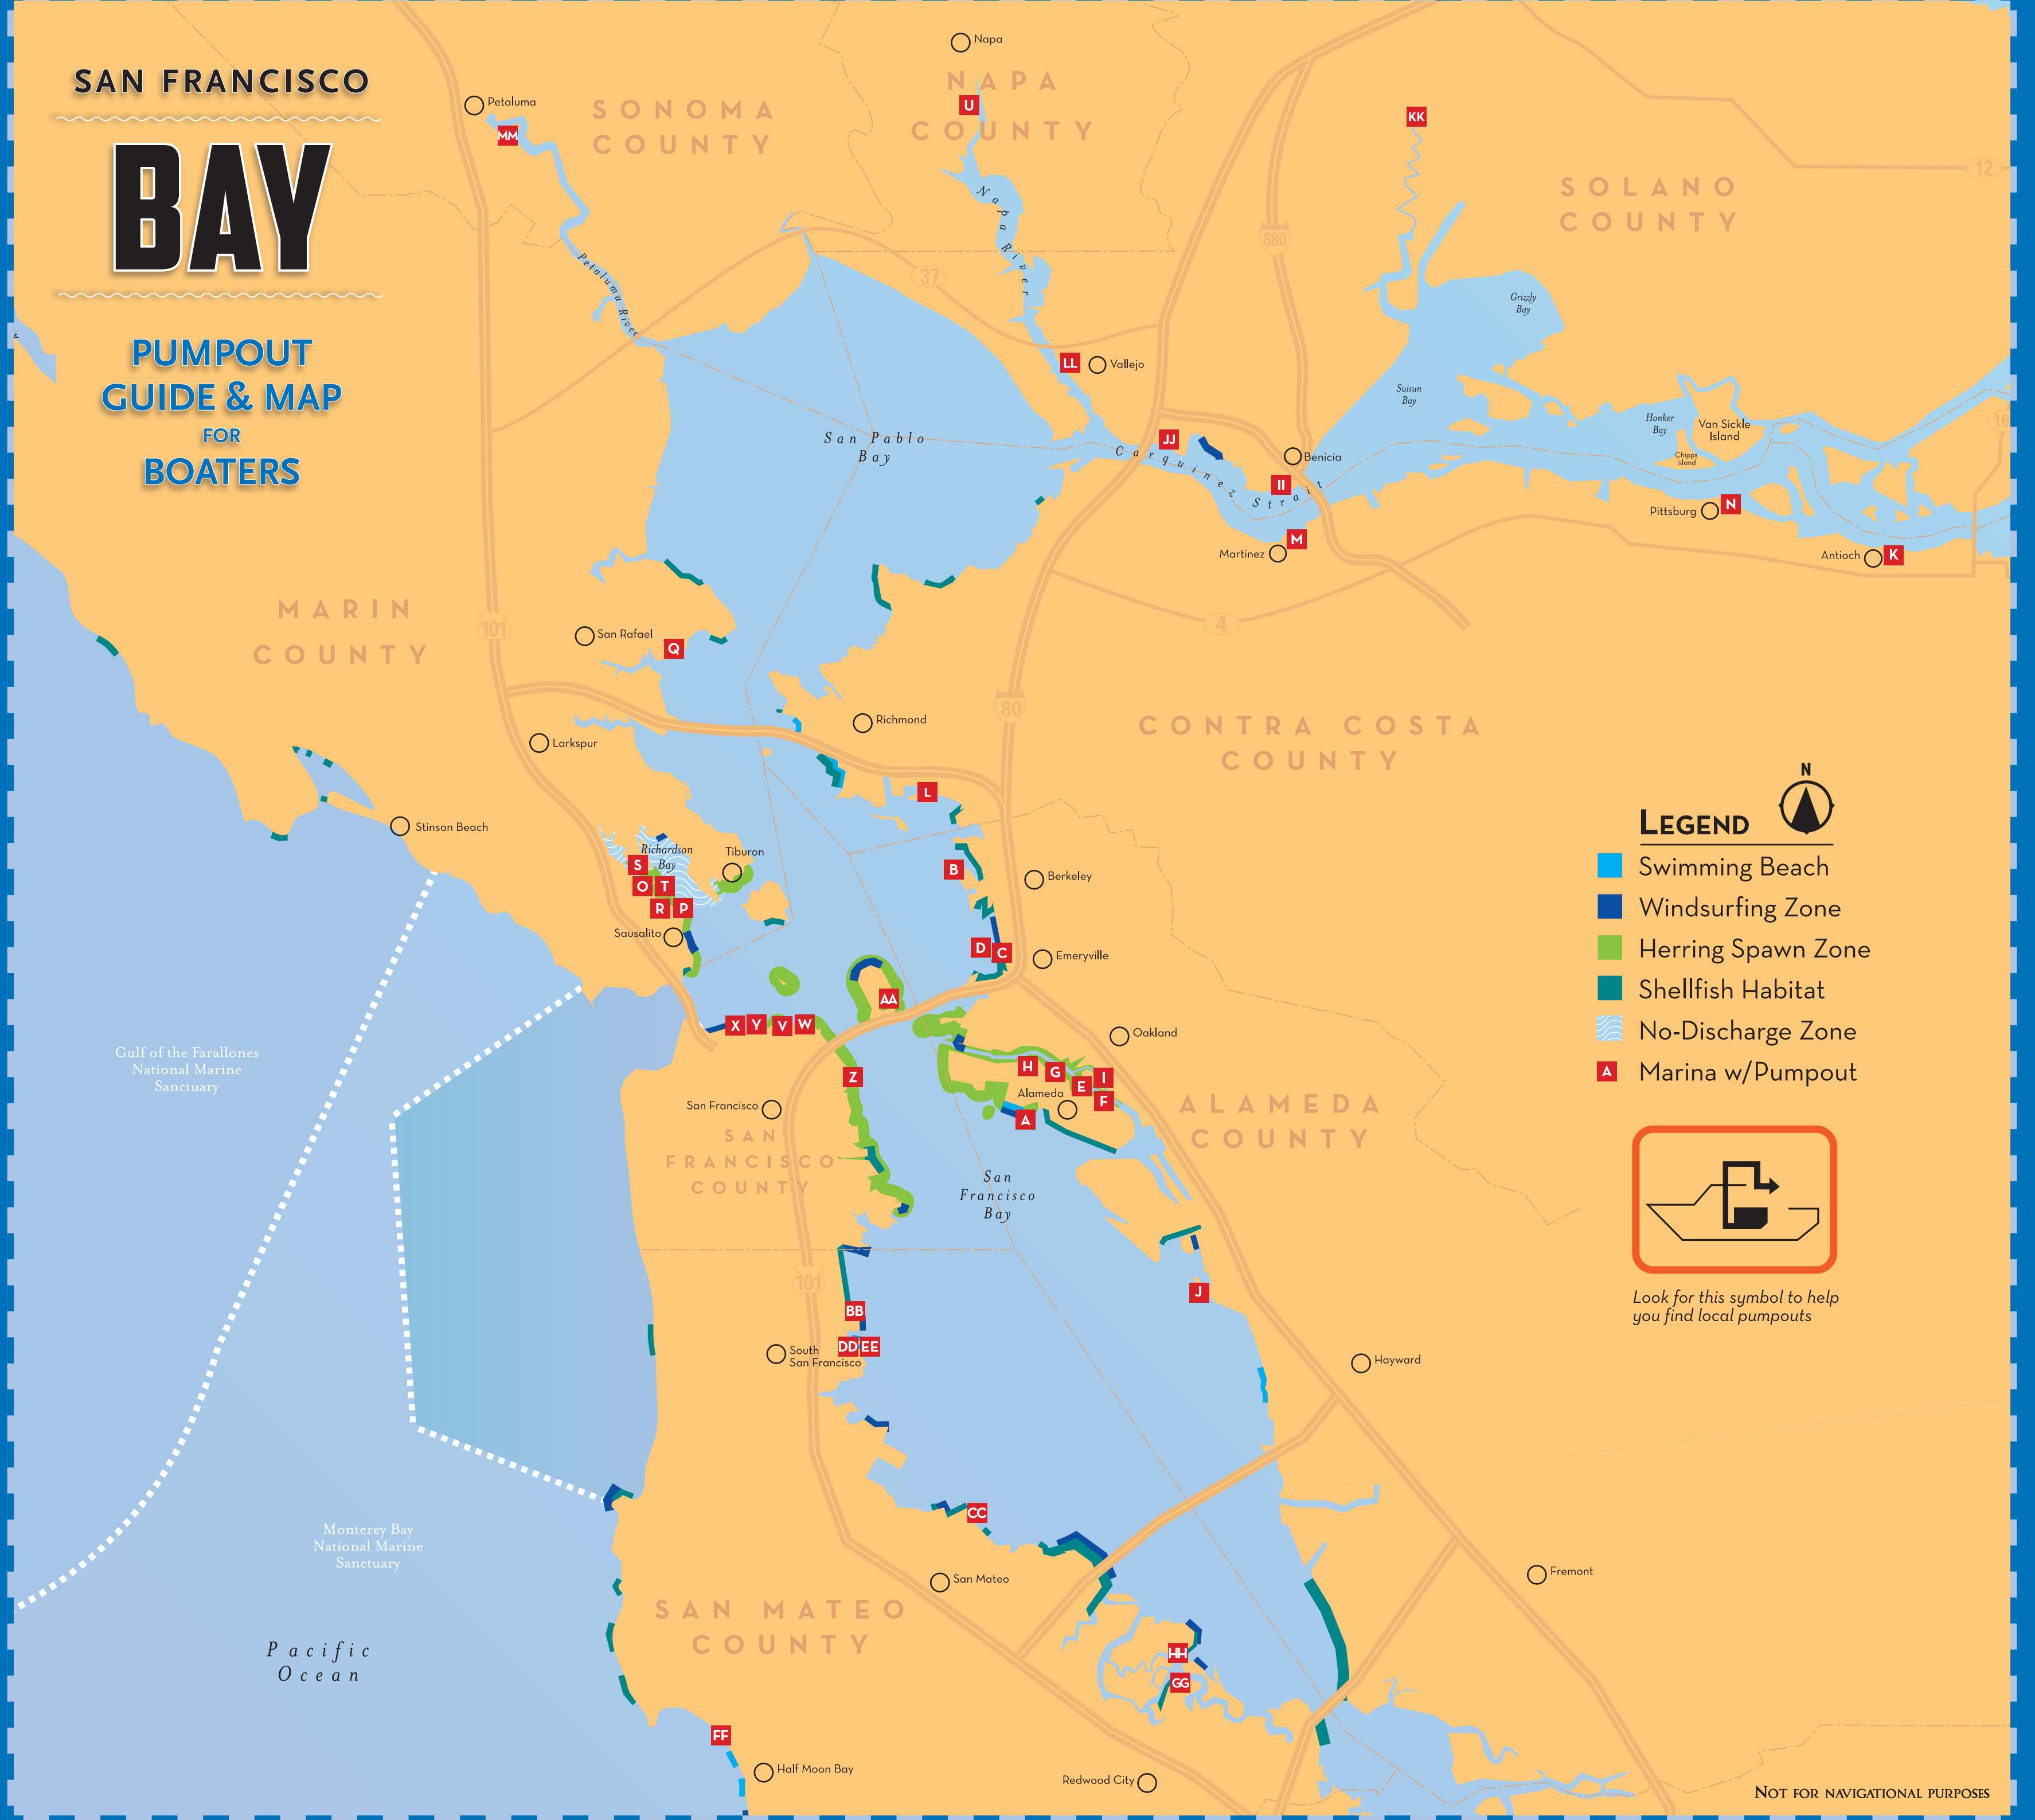 SAN FRANCISCO
BAY
PUMPOUT
GUIDE & MAP
FOR
BOATERS
Napa
NAPA
COUNTY
U
Petaluma
MM
SONOMA
COUNTY
KK
SOLANO
COUNTY
12
680
37
Napa River
Petaluma River
Grizzly
Bay
LL
Vallejo
Suisun
Bay
Honker
Bay
Van Sickle
Island
Chipps
Island
San Pablo
Bay
JJ
Carquinez Strait
Benicia
II
Pittsburg
N
Martinez
M
Antioch
K
MARIN
COUNTY
101
San Rafael
Q
4
80
Richmond
Larkspur
CONTRA COSTA
COUNTY
L
Stinson Beach
Richardson
Bay
Tiburon
S
O
T
R
P
Sausalito
B
Berkeley
D
C
Emeryville
AA
X
Y
V
W
Z
Oakland
H
G
E
I
F
Alameda
A
Gulf of the Farallones
National Marine
Sanctuary
San Francisco
SAN
FRANCISCO
COUNTY
ALAMEDA
COUNTY
San
Francisco
Bay
101
J
BB
DD
EE
South
San Francisco
Hayward
CC
San Mateo
Fremont
Monterey Bay
National Marine
Sanctuary
SAN MATEO
COUNTY
Pacific
Ocean
HH
GG
FF
Half Moon Bay
Redwood City
N
LEGEND
Swimming Beach
Windsurfing Zone
Herring Spawn Zone
Shellfish Habitat
No-Discharge Zone
A
Marina w/Pumpout
Look for this symbol to help
you find local pumpouts
NOT FOR NAVIGATIONAL PURPOSES